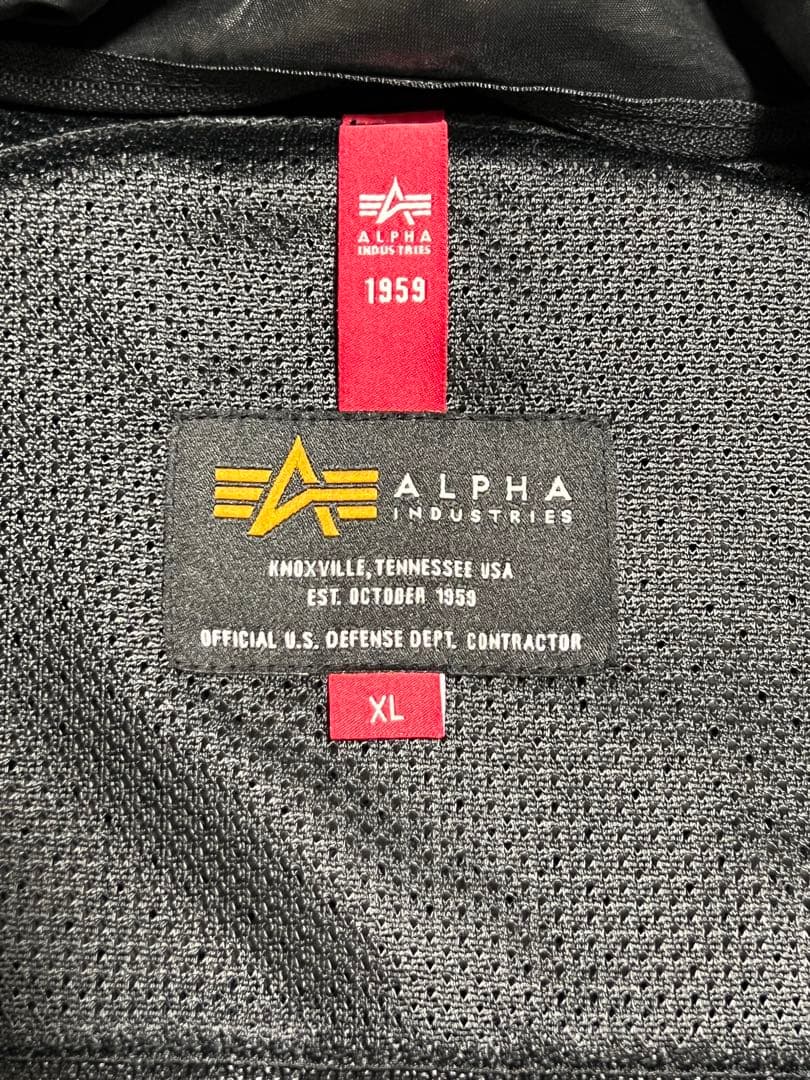 ALPHA
INDUSTRIES
1959
ALPHA
INDUSTRIES
KNOXVILLE, TENNESSEE USA
EST. OCTOBER 1959
OFFICIAL U.S. DEFENSE DEPT. CONTRACTOR
XL